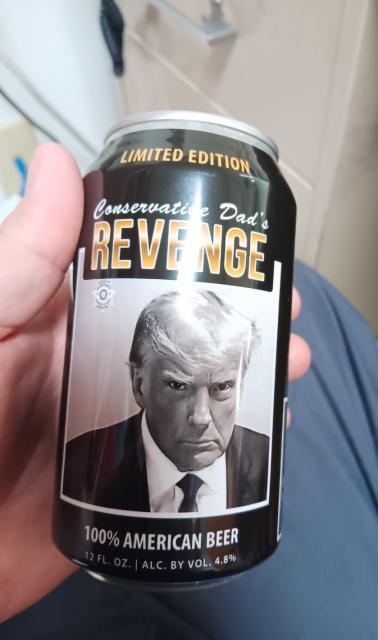 LIMITED EDITION
Conservative Dad's
REVENGE
100% AMERICAN BEER
12 FL. OZ. | ALC. BY VOL. 4.8%